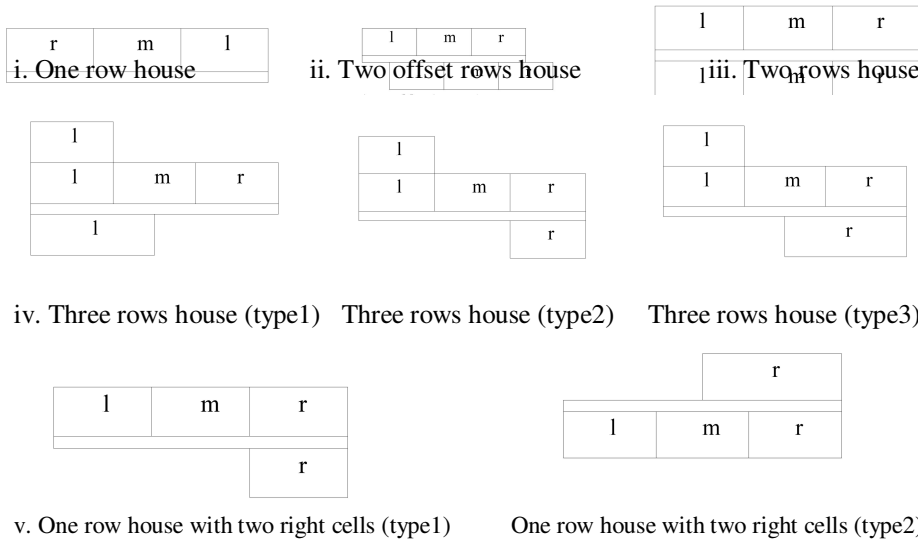 r m l
l m r
l m r
i. One row house
ii. Two offset rows house
iii. Two rows house
l m r
l
l m r
l
l
l m r
r
l
l m r
r
iv. Three rows house (type1)
Three rows house (type2)
Three rows house (type3)
l m r
r
r
l m r
v. One row house with two right cells (type1)
One row house with two right cells (type2)